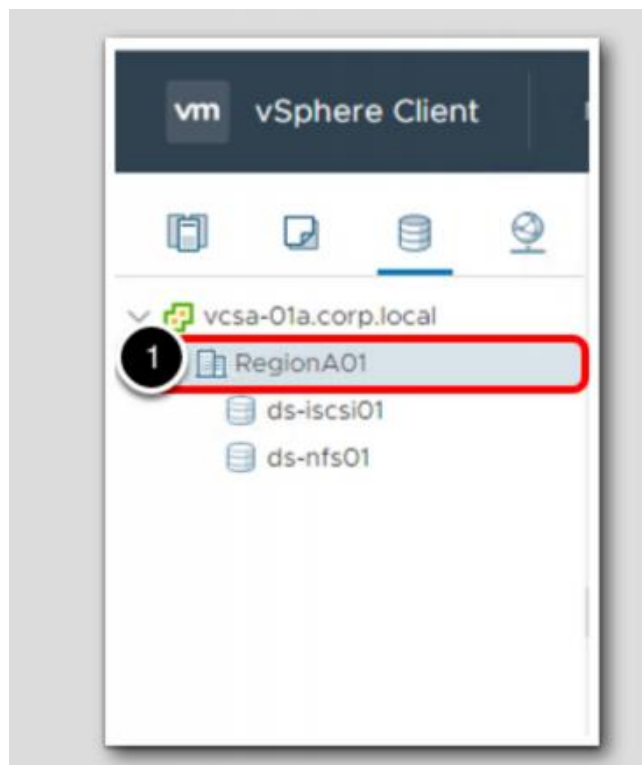 vm vSphere Client
vcsa-01a.corp.local
1 RegionA01
ds-iscsi01
ds-nfs01